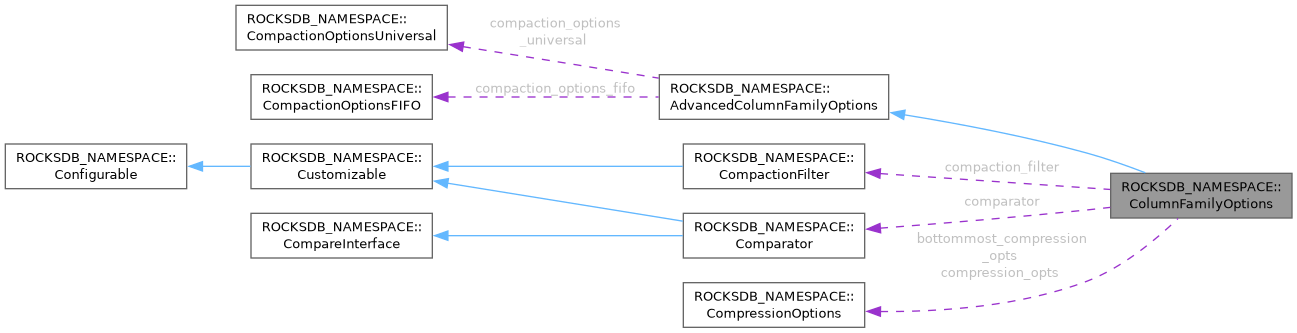 ROCKSDB_NAMESPACE::
CompactionOptionsUniversal
compaction_options
_universal
ROCKSDB_NAMESPACE::
CompactionOptionsFIFO
compaction_options_fifo
ROCKSDB_NAMESPACE::
AdvancedColumnFamilyOptions
ROCKSDB_NAMESPACE::
Configurable
ROCKSDB_NAMESPACE::
Customizable
ROCKSDB_NAMESPACE::
CompactionFilter
compaction_filter
ROCKSDB_NAMESPACE::
ColumnFamilyOptions
comparator
ROCKSDB_NAMESPACE::
CompareInterface
ROCKSDB_NAMESPACE::
Comparator
bottommost_compression
_opts
compression_opts
ROCKSDB_NAMESPACE::
CompressionOptions